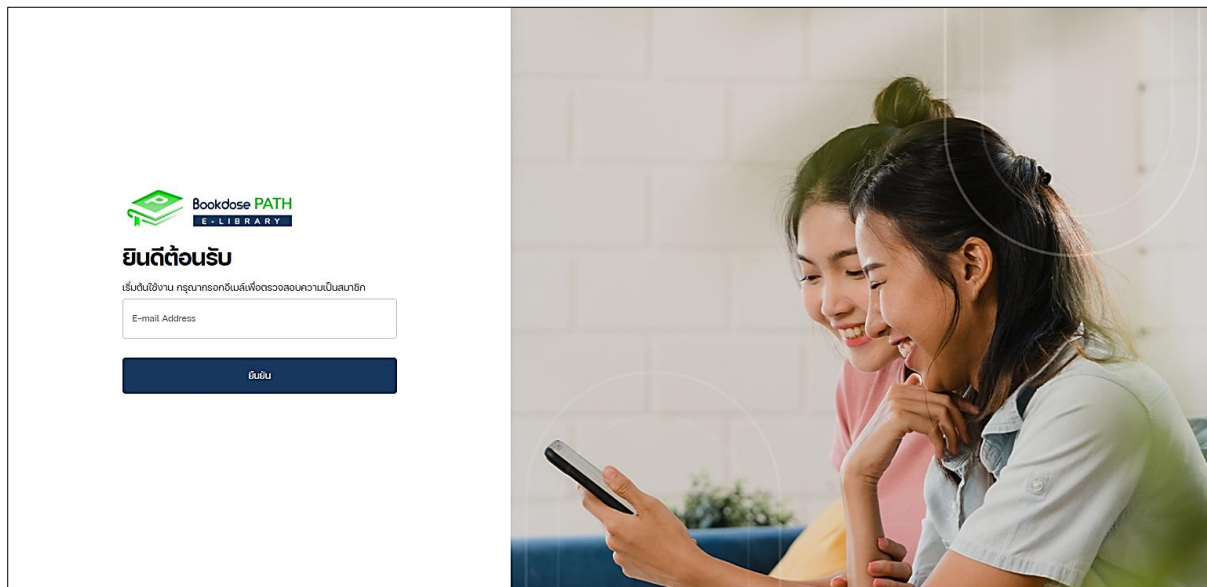 Bookdose PATH
E-LIBRARY
ยินดีต้อนรับ
เริ่มต้นใช้งาน กรุณากรอกอีเมล์เพื่อตรวจสอบความเป็นสมาชิก
E-mail Address
ยืนยัน